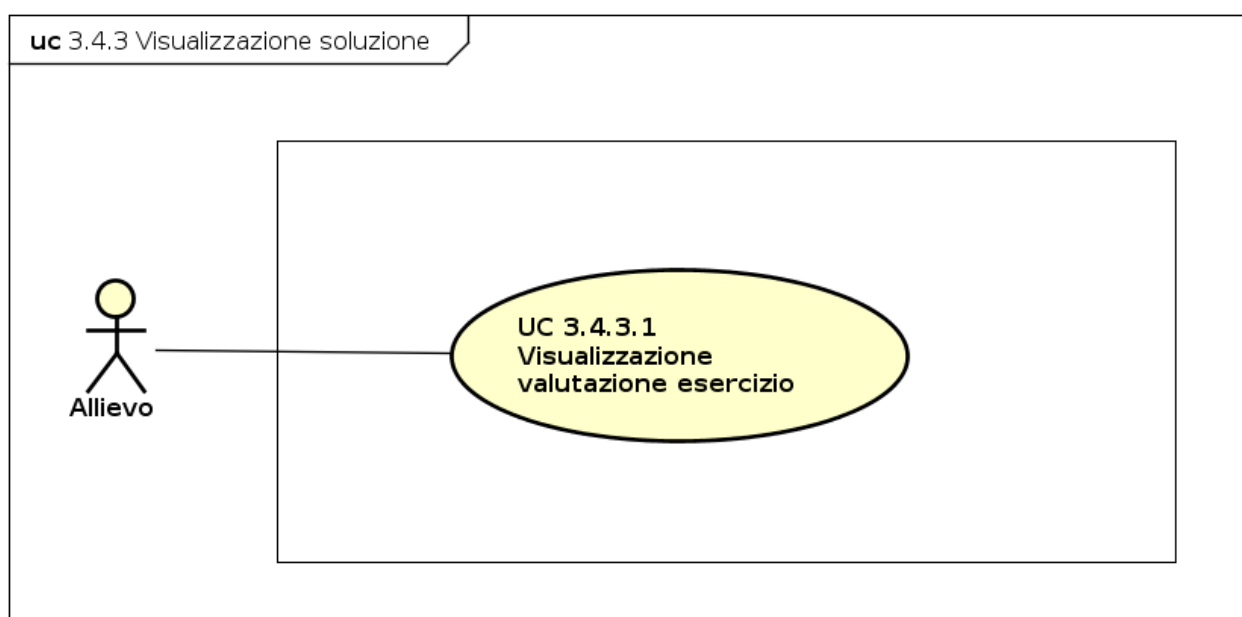 uc 3.4.3 Visualizzazione soluzione
UC 3.4.3.1
Visualizzazione
valutazione esercizio
Allievo